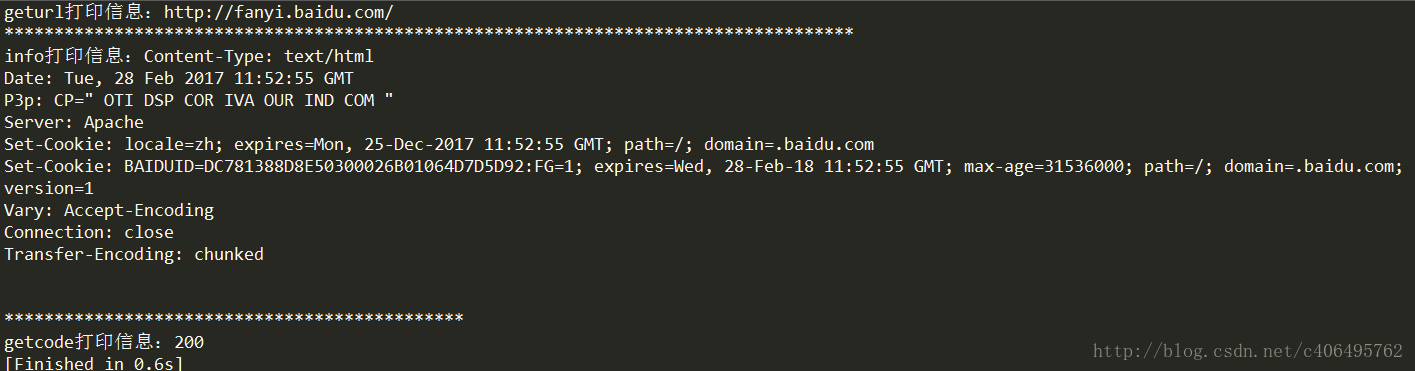 geturl打印信息：http://fanyi.baidu.com/
*************************************************************************************
info打印信息：Content-Type: text/html
Date: Tue, 28 Feb 2017 11:52:55 GMT
P3p: CP=" OTI DSP COR IVA OUR IND COM "
Server: Apache
Set-Cookie: locale=zh; expires=Mon, 25-Dec-2017 11:52:55 GMT; path=/; domain=.baidu.com
Set-Cookie: BAIDUID=DC781388D8E50300026B01064D7D5D92:FG=1; expires=Wed, 28-Feb-18 11:52:55 GMT; max-age=31536000; path=/; domain=.baidu.com;
version=1
Vary: Accept-Encoding
Connection: close
Transfer-Encoding: chunked
**********************************************
getcode打印信息：200
http://blog.csdn.net/c406495762
[Finished in 0.6s]